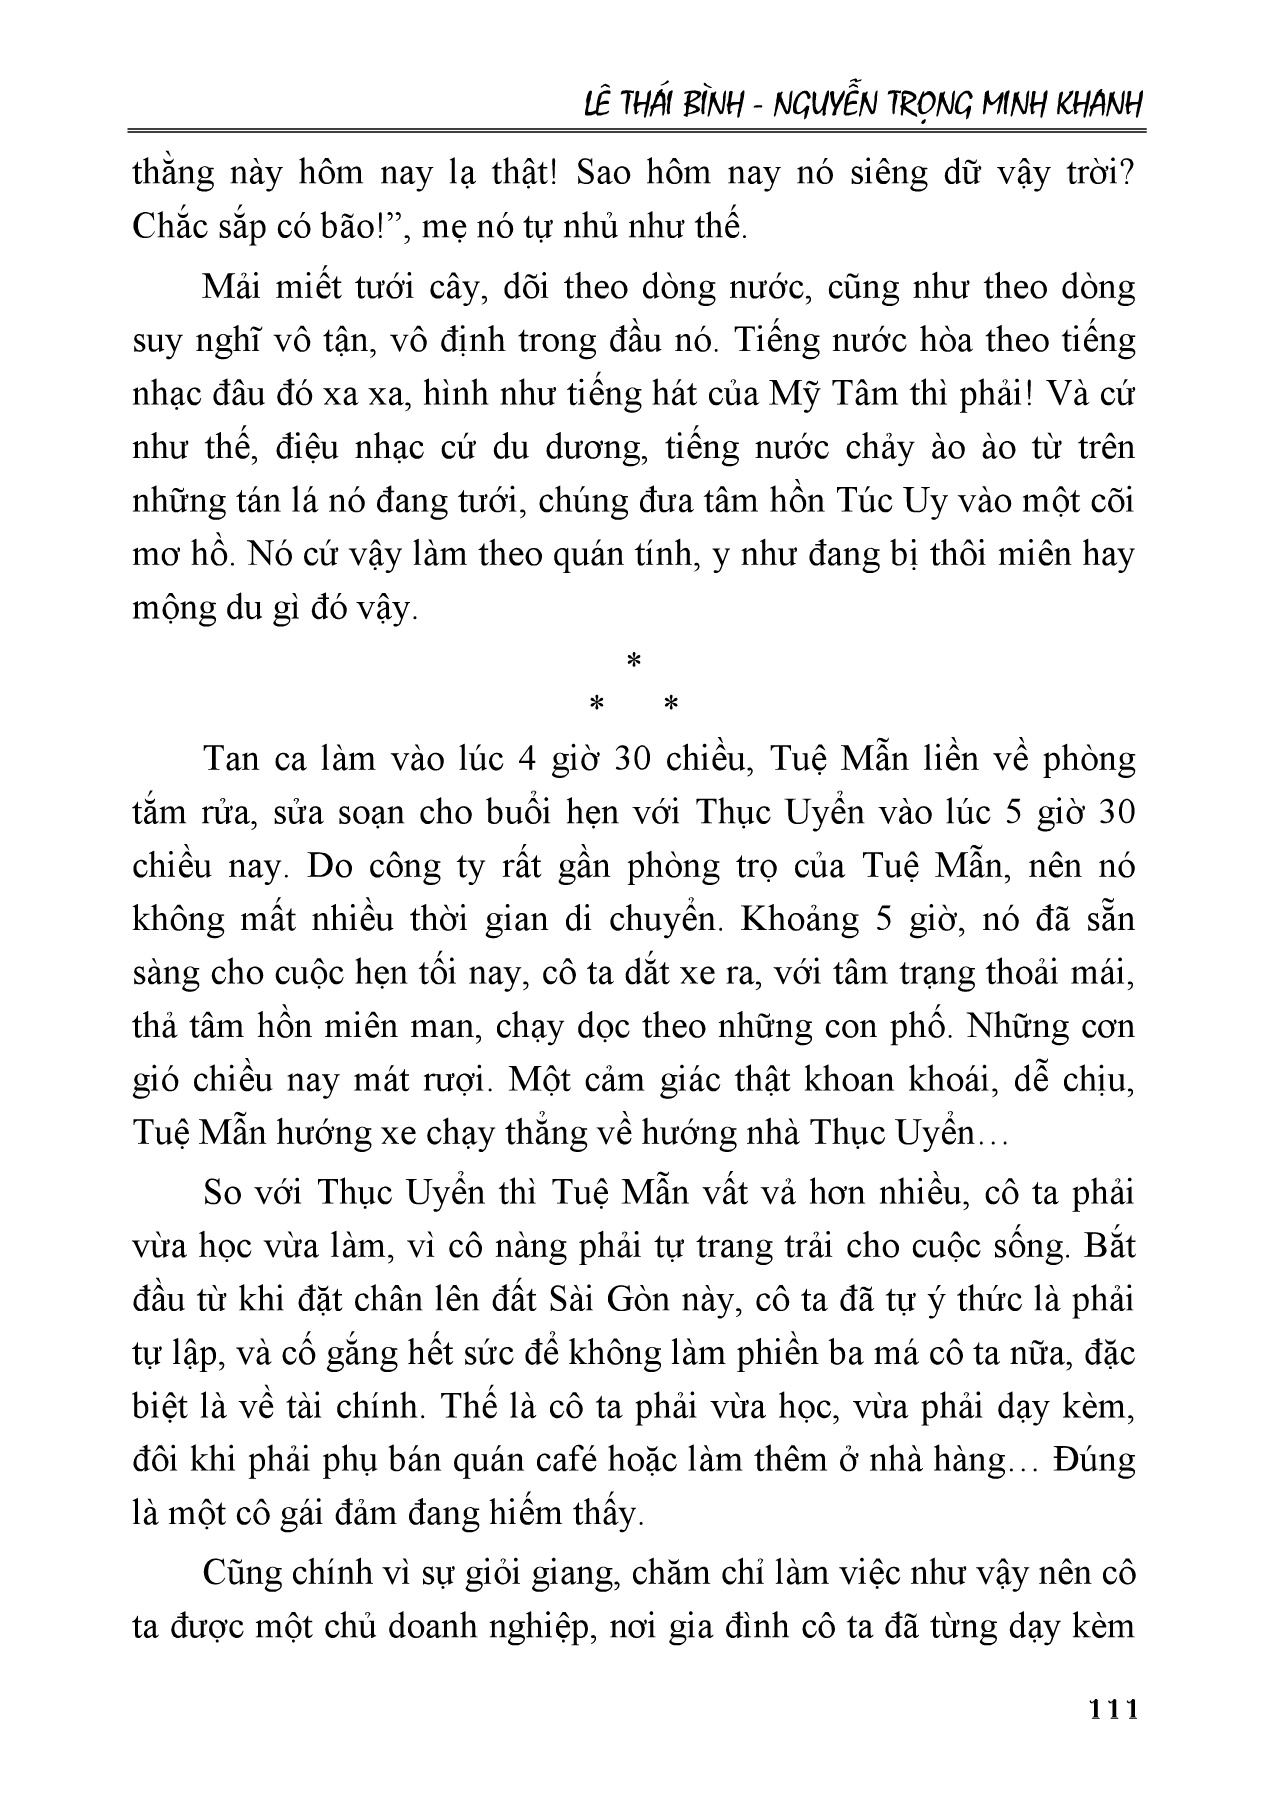 LÊ THÁI BÌNH - NGUYỄN TRỌNG MINH KHANH
thằng này hôm nay lạ thật! Sao hôm nay nó siêng dữ vậy trời?
Chắc sắp có bão!”, mẹ nó tự nhủ như thế.
Mải miết tưới cây, dõi theo dòng nước, cũng như theo dòng
suy nghĩ vô tận, vô định trong đầu nó. Tiếng nước hòa theo tiếng
nhạc đâu đó xa xa, hình như tiếng hát của Mỹ Tâm thì phải! Và cứ
như thế, điệu nhạc cứ du dương, tiếng nước chảy ào ào từ trên
những tán lá nó đang tưới, chúng đưa tâm hồn Túc Uy vào một cõi
mơ hồ. Nó cứ vậy làm theo quán tính, y như đang bị thôi miên hay
mộng du gì đó vậy.
*
* *
Tan ca làm vào lúc 4 giờ 30 chiều, Tuệ Mẫn liền về phòng
tắm rửa, sửa soạn cho buổi hẹn với Thục Uyển vào lúc 5 giờ 30
chiều nay. Do công ty rất gần phòng trọ của Tuệ Mẫn, nên nó
không mất nhiều thời gian di chuyển. Khoảng 5 giờ, nó đã sẵn
sàng cho cuộc hẹn tối nay, cô ta dắt xe ra, với tâm trạng thoải mái,
thả tâm hồn miên man, chạy dọc theo những con phố. Những cơn
gió chiều nay mát rượi. Một cảm giác thật khoan khoái, dễ chịu,
Tuệ Mẫn hướng xe chạy thẳng về hướng nhà Thục Uyển…
So với Thục Uyển thì Tuệ Mẫn vất vả hơn nhiều, cô ta phải
vừa học vừa làm, vì cô nàng phải tự trang trải cho cuộc sống. Bắt
đầu từ khi đặt chân lên đất Sài Gòn này, cô ta đã tự ý thức là phải
tự lập, và cố gắng hết sức để không làm phiền ba má cô ta nữa, đặc
biệt là về tài chính. Thế là cô ta phải vừa học, vừa phải dạy kèm,
đôi khi phải phụ bán quán café hoặc làm thêm ở nhà hàng… Đúng
là một cô gái đảm đang hiếm thấy.
Cũng chính vì sự giỏi giang, chăm chỉ làm việc như vậy nên cô
ta được một chủ doanh nghiệp, nơi gia đình cô ta đã từng dạy kèm
111